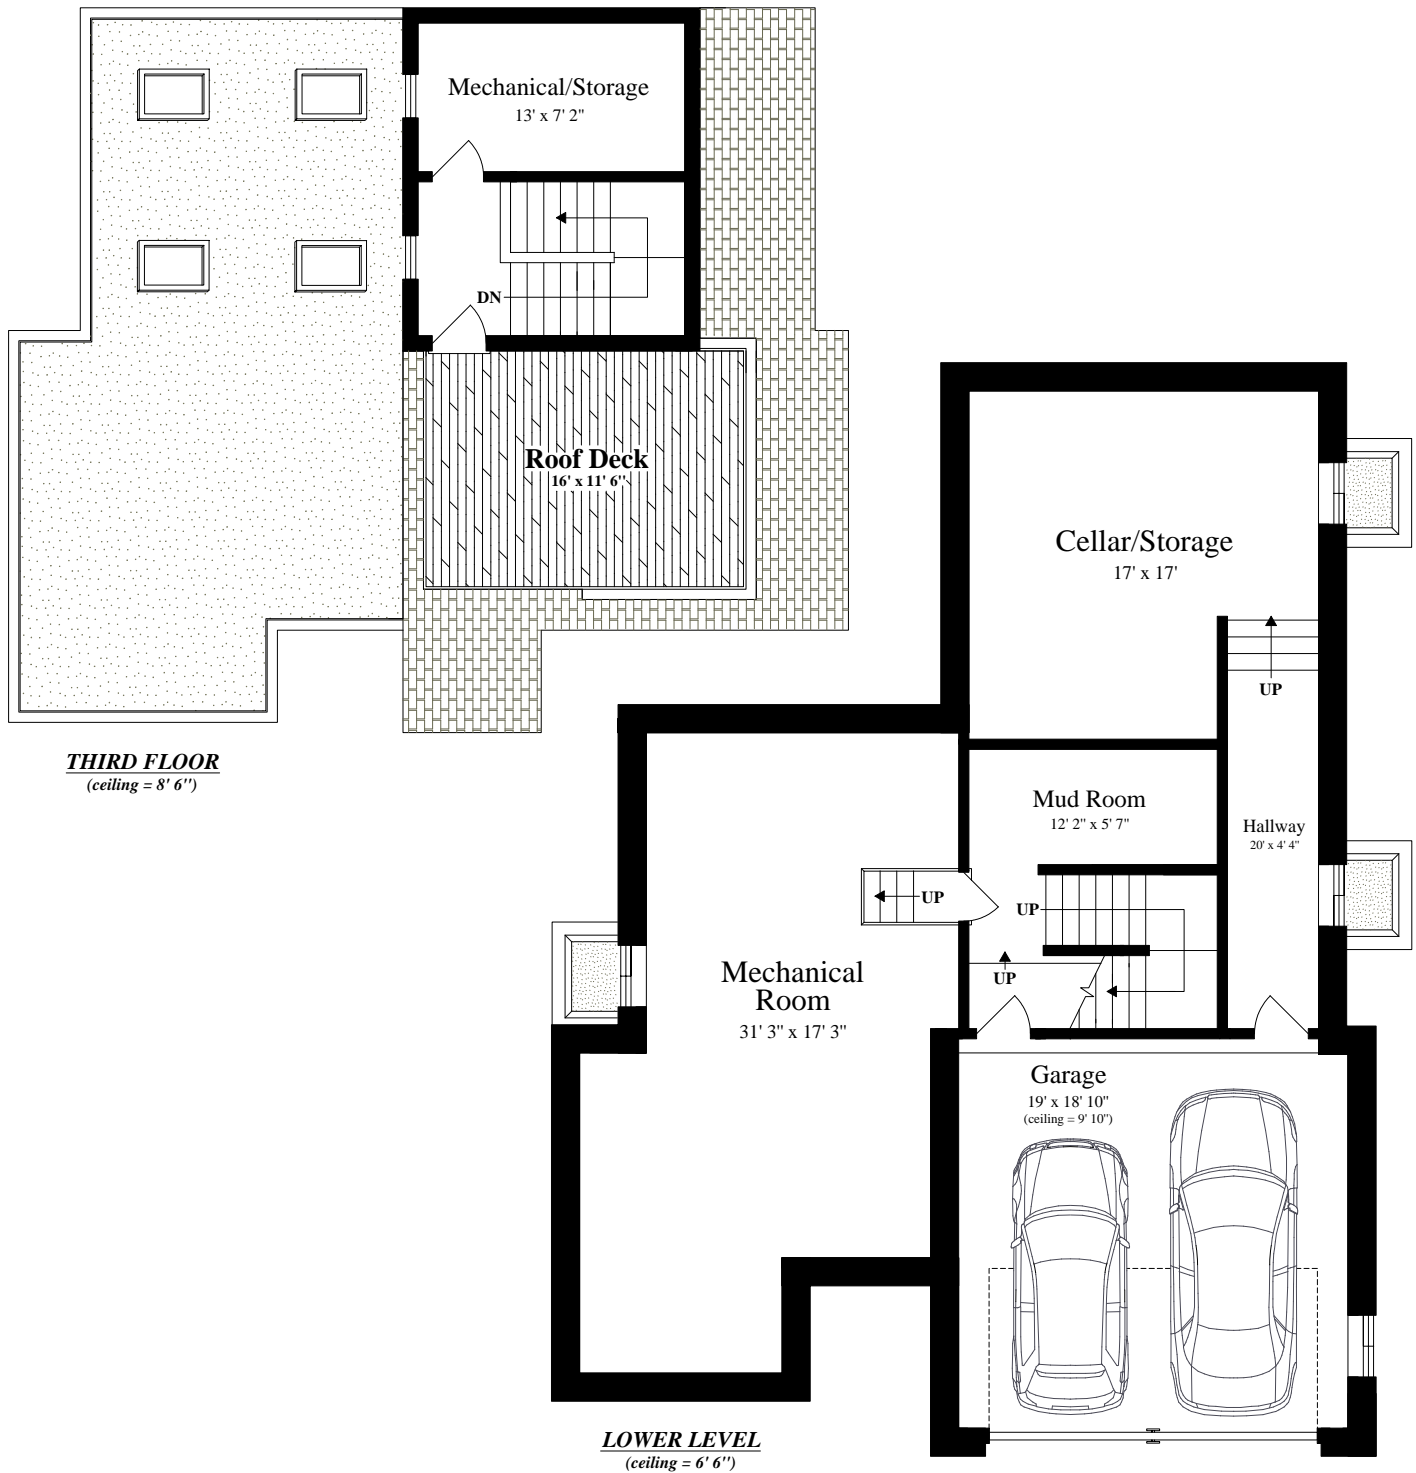 Mechanical/Storage
13' x 7' 2"
DN
Roof Deck
16' x 11' 6"
THIRD FLOOR
(ceiling = 8' 6")
Cellar/Storage
17' x 17'
UP
Mud Room
12' 2" x 5' 7"
Hallway
20' x 4' 4"
UP
UP
UP
Mechanical
Room
31' 3" x 17' 3"
Garage
19' x 18' 10"
(ceiling = 9' 10")
LOWER LEVEL
(ceiling = 6' 6")